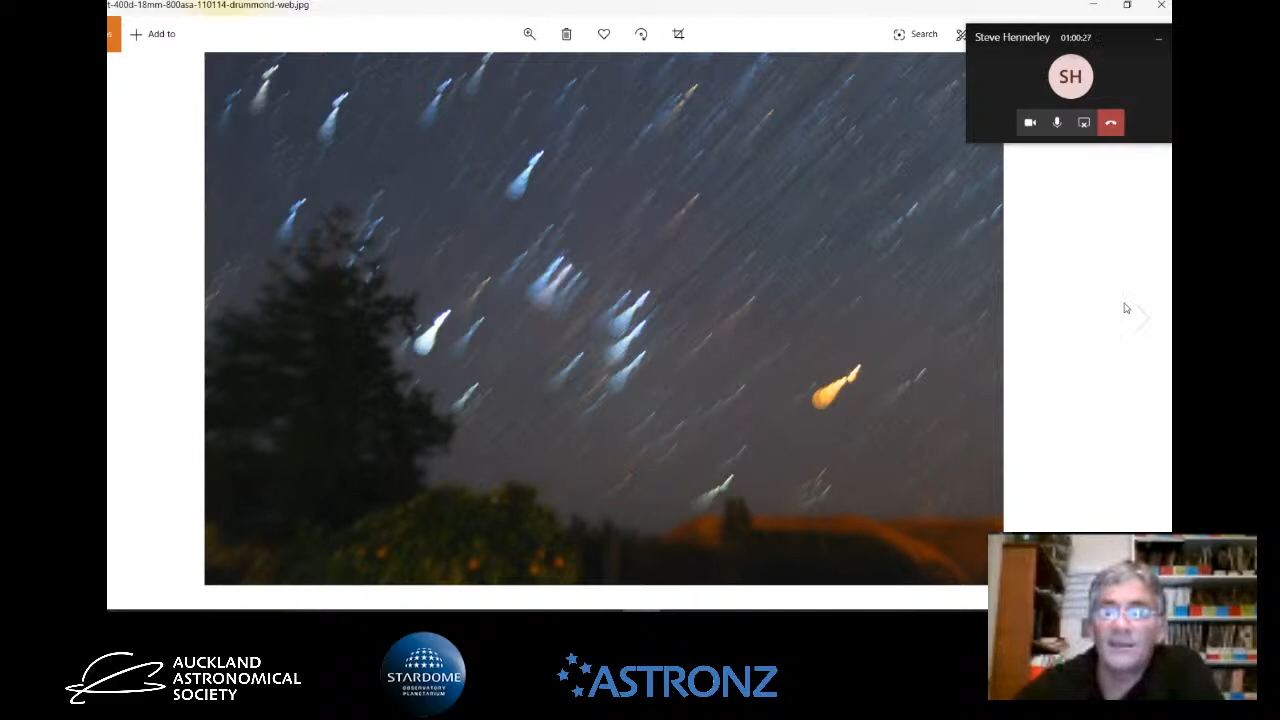 t-400d-18mm-800asa-110114-drummond-web.jpg
Add to
Search
Steve Hennerley 01:00:27
SH
AUCKLAND
ASTRONOMICAL
SOCIETY
STARDOME
OBSERVATORY
PLANETARIUM
ASTRONZ